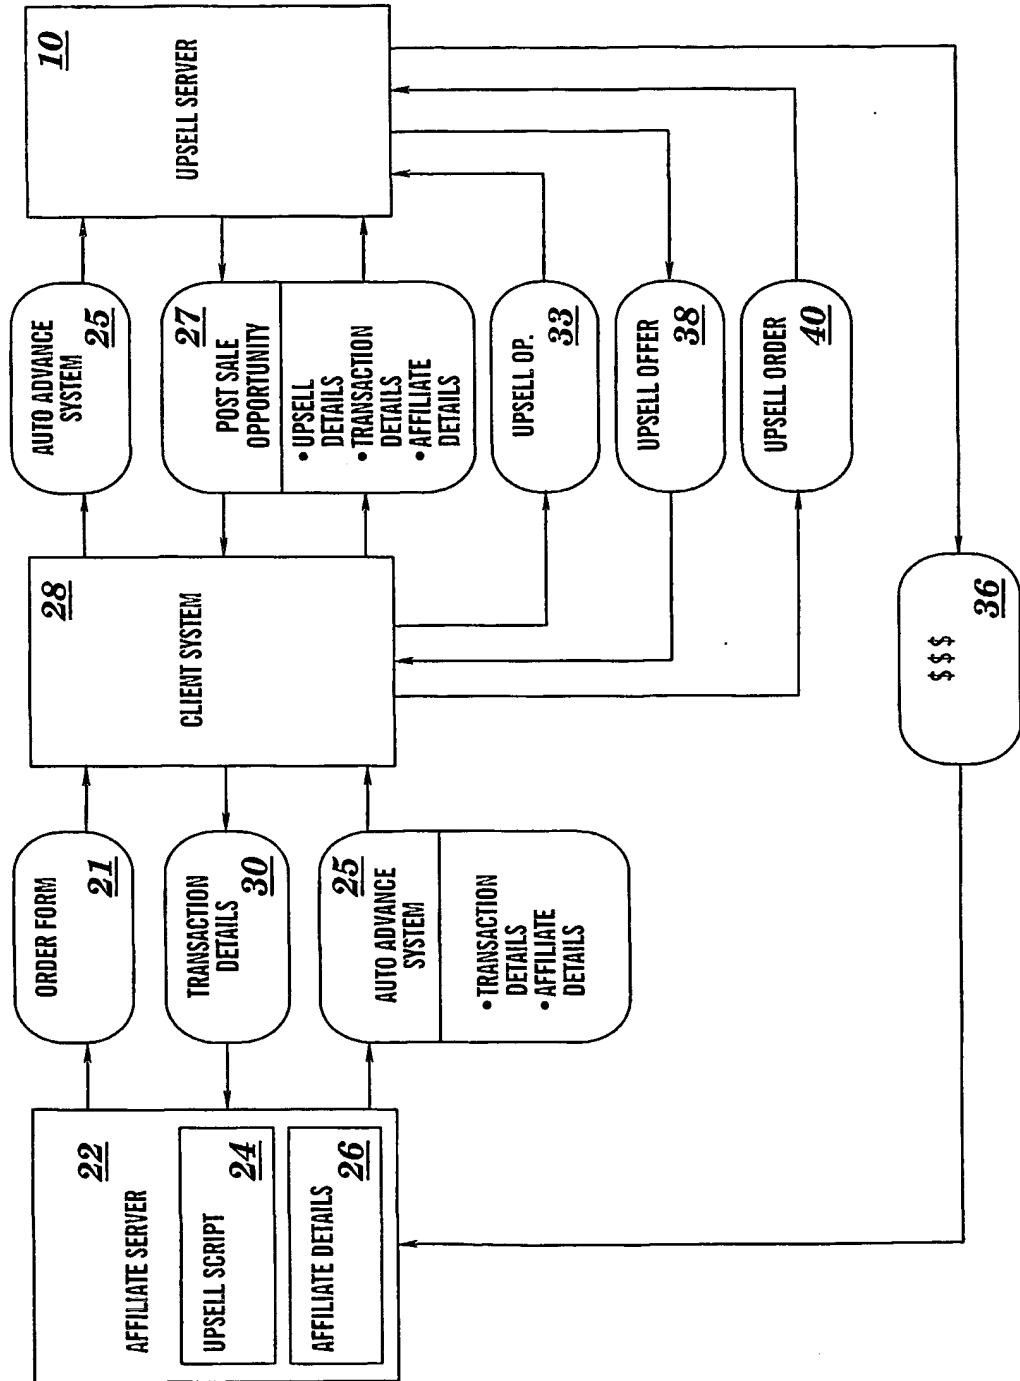 AFFILIATE SERVER
22
UPSELL SCRIPT
24
AFFILIATE DETAILS
26
ORDER FORM
21
TRANSACTION
DETAILS
30
AUTO ADVANCE
SYSTEM
25
• TRANSACTION
DETAILS
• AFFILIATE
DETAILS
CLIENT SYSTEM
28
AUTO ADVANCE
SYSTEM
25
POST SALE
OPPORTUNITY
27
• UPSELL
DETAILS
• TRANSACTION
DETAILS
• AFFILIATE
DETAILS
UPSELL OP.
33
UPSELL OFFER
38
UPSELL ORDER
40
UPSELL SERVER
10
$$$
36